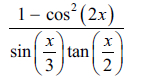 1 − cos² (2x)
sin (x/3) tan (x/2)